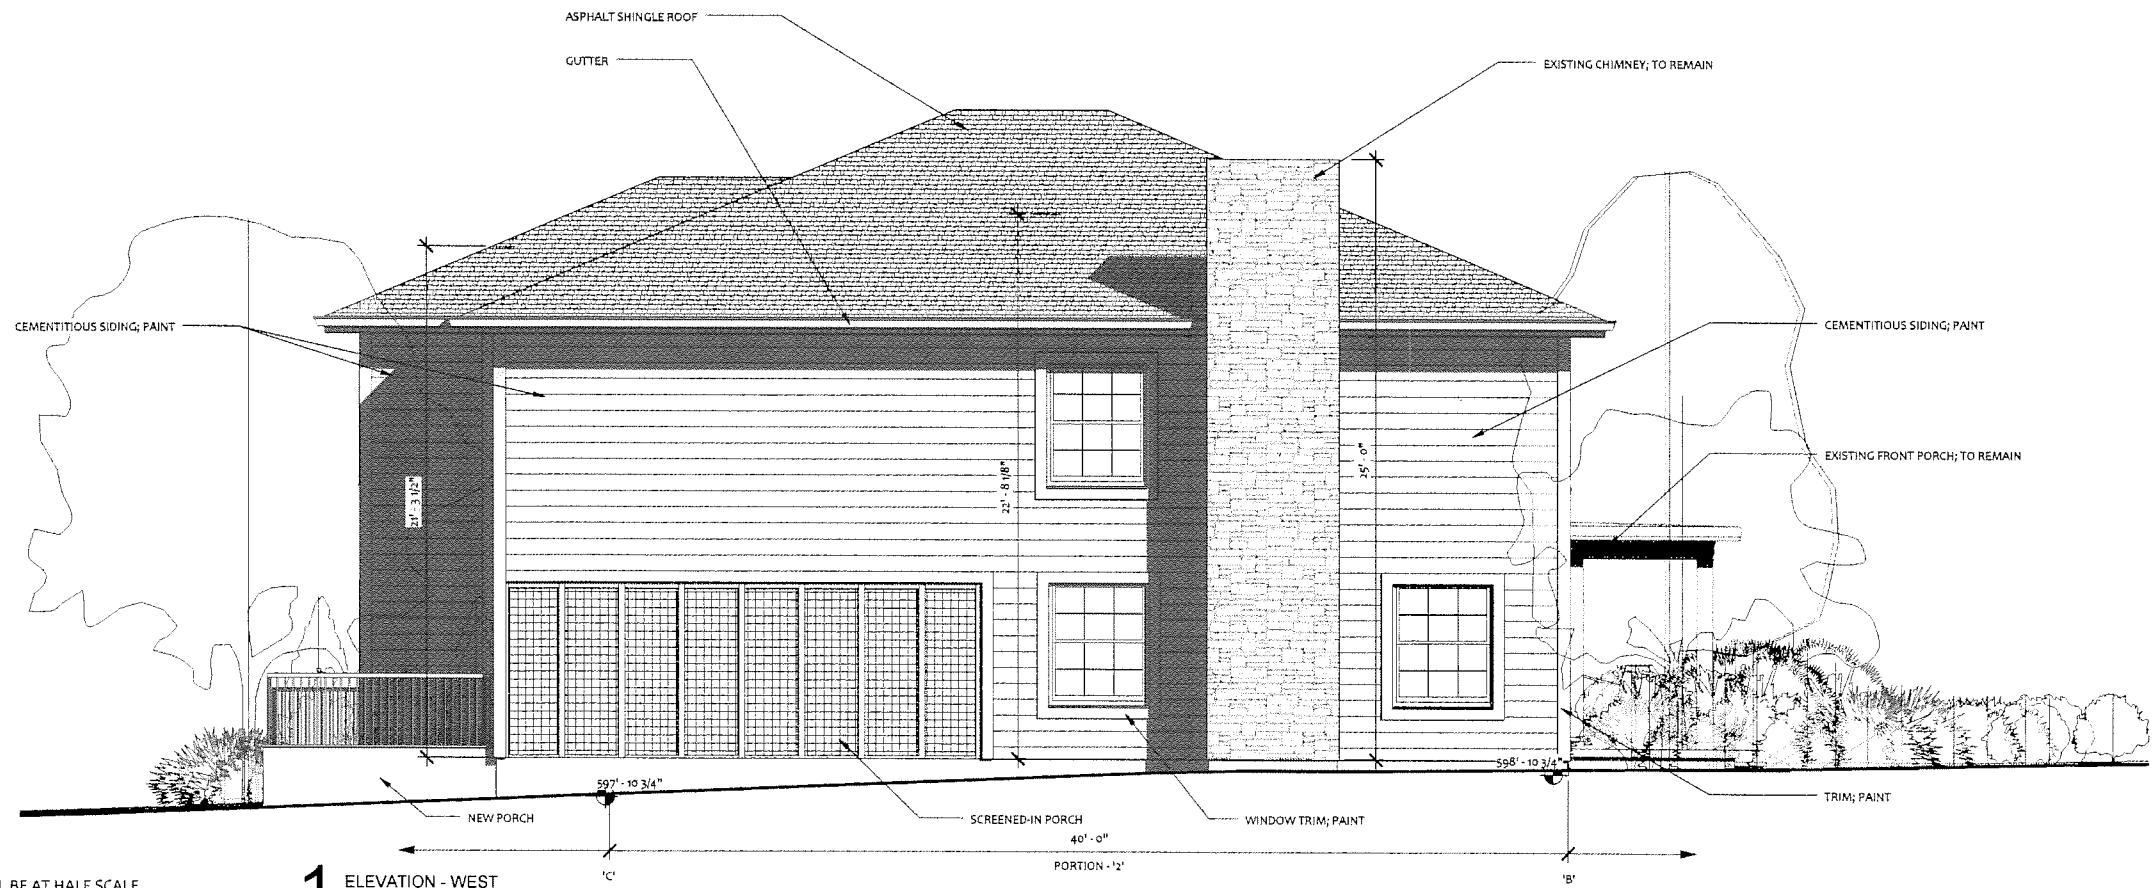 ASPHALT SHINGLE ROOF
GUTTER
EXISTING CHIMNEY; TO REMAIN
CEMENTITIOUS SIDING; PAINT
CEMENTITIOUS SIDING; PAINT
EXISTING FRONT PORCH; TO REMAIN
21' - 3 1/2"
22' - 8 1/8"
25' - 0"
597' - 10 3/4"
598' - 10 3/4"
NEW PORCH
SCREENED-IN PORCH
WINDOW TRIM; PAINT
TRIM; PAINT
40' - 0"
PORTION - '2'
'C'
'B'
BE AT HALF SCALE
1 ELEVATION - WEST